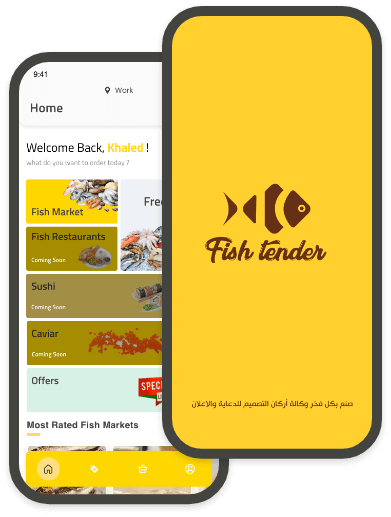 9:41
Work
Home
Welcome Back, Khaled !
what do you want to order today ?
Fish Market
Free
Fish Restaurants
Coming Soon
Sushi
Coming Soon
Caviar
Coming Soon
Offers
SPEC
Most Rated Fish Markets
Fish tender
صنع بكل فخر وكالة أركان التصميم للدعاية والاعلان